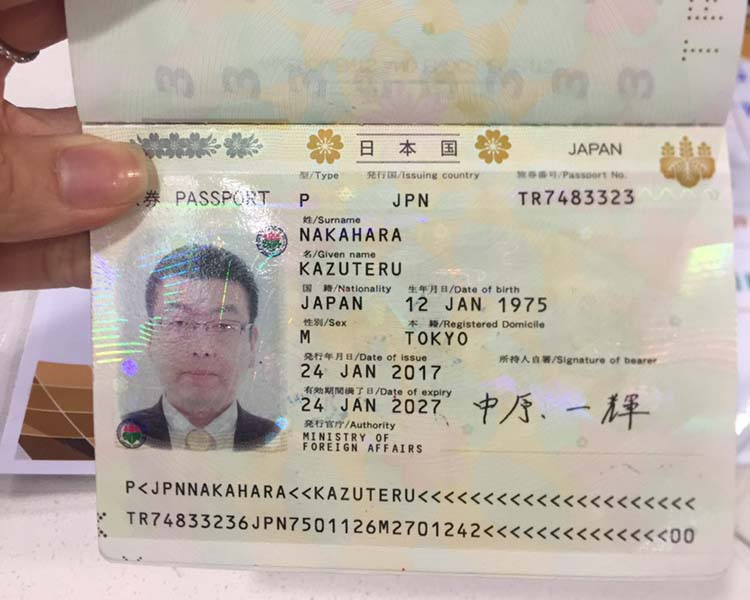 日本国 JAPAN
型/Type 発行国/Issuing country 旅券番号/Passport No.
券 PASSPORT P JPN TR7483323
姓/Surname
NAKAHARA
名/Given name
KAZUTERU
国 籍/Nationality 生年月日/Date of birth
JAPAN 12 JAN 1975
性別/Sex 本 籍/Registered Domicile
M TOKYO
発行年月日/Date of issue 所持人自署/Signature of bearer
24 JAN 2017
有効期間満了日/Date of expiry
24 JAN 2027 中原、一輝
発行官庁/Authority
MINISTRY OF
FOREIGN AFFAIRS
P<JPNNAKAHARA<<KAZUTERU<<<<<<<<<<<<<<<<<<<<<
TR74833236JPN7501126M2701242<<<<<<<<<<<<<<00